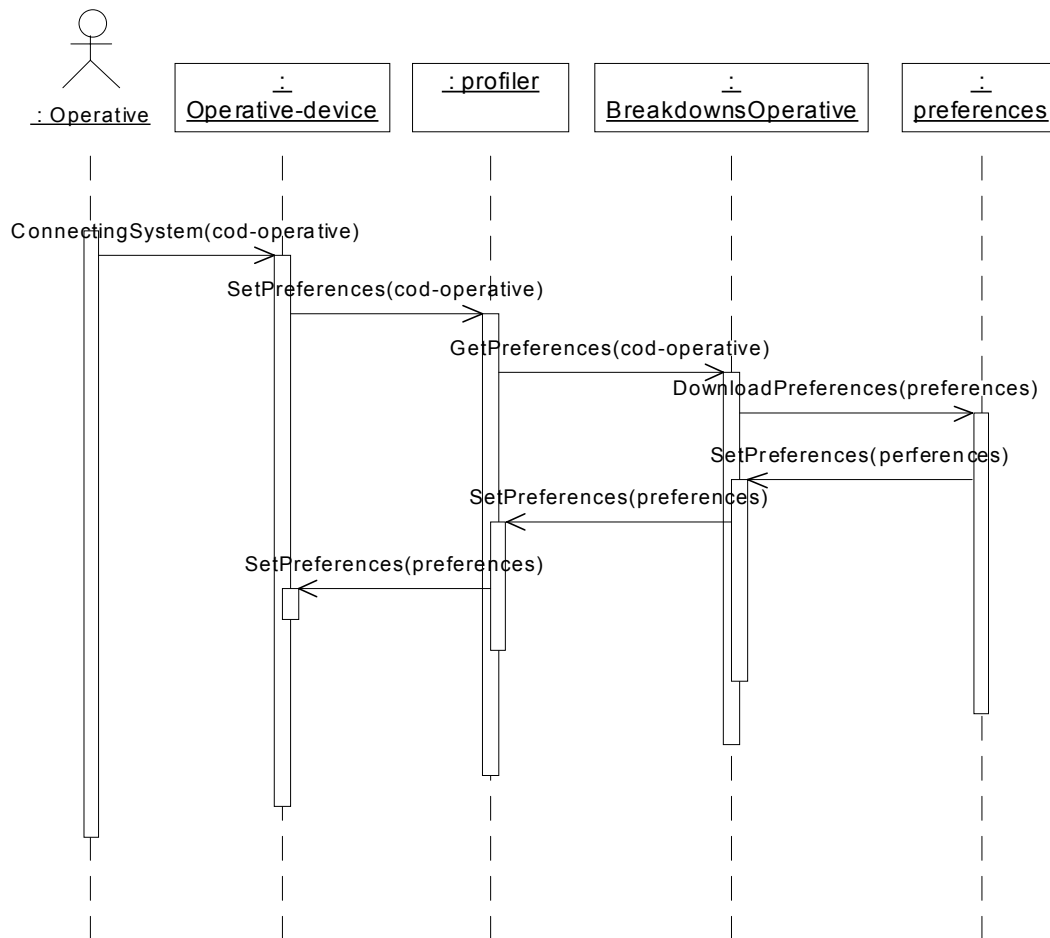 : Operative
:
Operative-device
: profiler
:
BreakdownsOperative
:
preferences
ConnectingSystem(cod-operative)
SetPreferences(cod-operative)
GetPreferences(cod-operative)
DownloadPreferences(preferences)
SetPreferences(perferences)
SetPreferences(preferences)
SetPreferences(preferences)